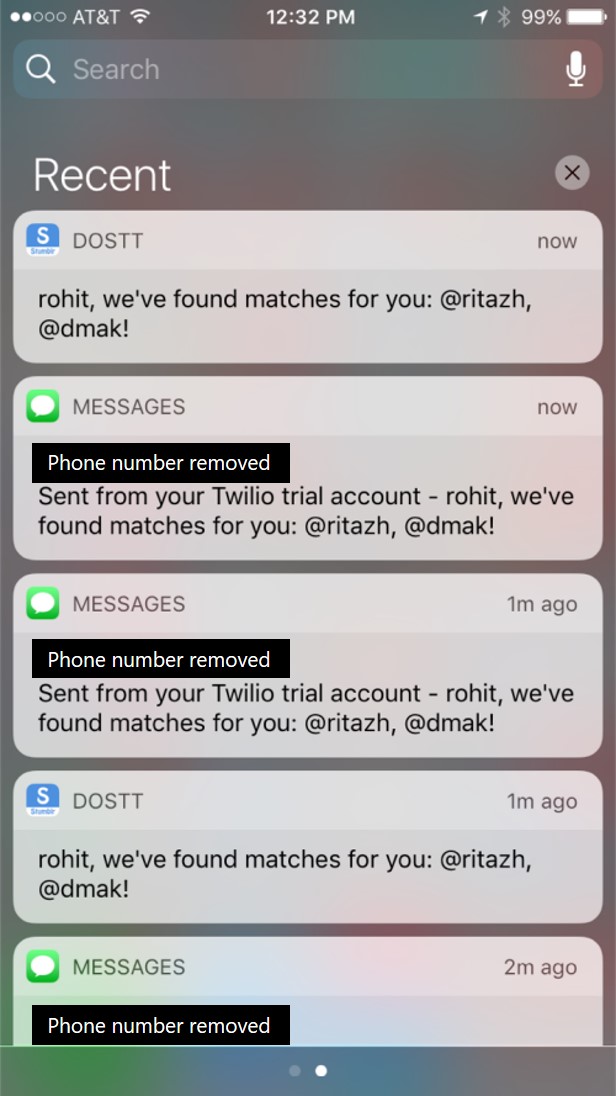 AT&T 12:32 PM 99%
Search
Recent
S Stumblr DOSTT now
rohit, we've found matches for you: @ritazh,
@dmak!
MESSAGES now
Phone number removed
Sent from your Twilio trial account - rohit, we've
found matches for you: @ritazh, @dmak!
MESSAGES 1m ago
Phone number removed
Sent from your Twilio trial account - rohit, we've
found matches for you: @ritazh, @dmak!
S Stumblr DOSTT 1m ago
rohit, we've found matches for you: @ritazh,
@dmak!
MESSAGES 2m ago
Phone number removed